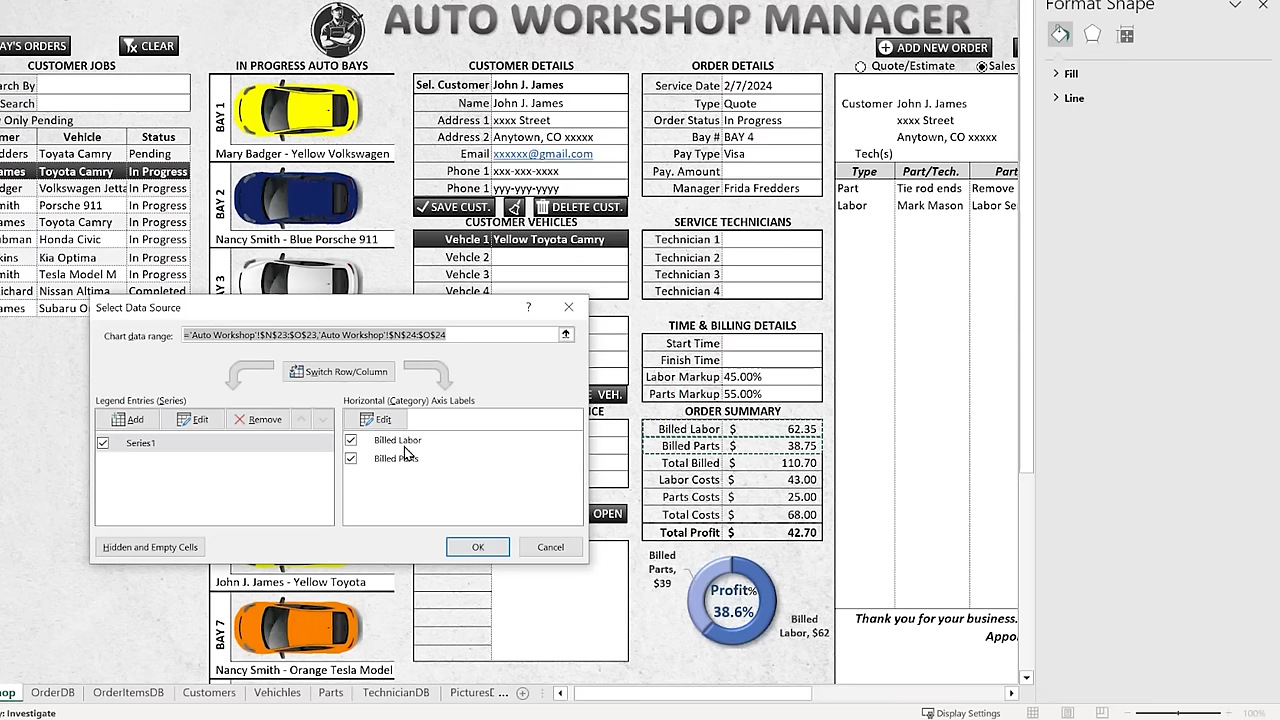 Format Shape
AUTO WORKSHOP MANAGER
AY'S ORDERS
CLEAR
ADD NEW ORDER
CUSTOMER JOBS
IN PROGRESS AUTO BAYS
CUSTOMER DETAILS
ORDER DETAILS
Quote/Estimate
Sales
Fill
Line
arch By
Search
y Only Pending
mer Vehicle Status
dders Toyata Camry Pending
ames Toyota Camry In Progress
dger Volkswagen Jetta In Progress
mith Porsche 911 In Progress
ames Toyota Camry In Progress
ubman Honda Civic In Progress
kins Kia Optima In Progress
mith Tesla Model M In Progress
richard Nissan Altima Completed
ames Subaru O
BAY 1
Mary Badger - Yellow Volkswagen
BAY 2
Nancy Smith - Blue Porsche 911
BAY 3
Sel. Customer John J. James
Name John J. James
Address 1 xxxx Street
Address 2 Anytown, CO xxxxx
Email xxxxxx@gmail.com
Phone 1 xxx-xxx-xxxx
Phone 1 yyy-yyy-yyyy
SAVE CUST.
DELETE CUST.
CUSTOMER VEHICLES
Vehcle 1 Yellow Toyota Camry
Vehcle 2
Vehcle 3
Vehcle 4
Service Date 2/7/2024
Type Quote
Order Status In Progress
Bay # BAY 4
Pay Type Visa
Pay. Amount
Manager Frida Fredders
SERVICE TECHNICIANS
Technician 1
Technician 2
Technician 3
Technician 4
TIME & BILLING DETAILS
Start Time
Finish Time
Labor Markup 45.00%
Parts Markup 55.00%
ORDER SUMMARY
Billed Labor $ 62.35
Billed Parts $ 38.75
Total Billed $ 110.70
Labor Costs $ 43.00
Parts Costs $ 25.00
Total Costs $ 68.00
Total Profit $ 42.70
Billed
Parts,
$39
Profit%
38.6%
Billed
Labor, $62
Customer John J. James
xxxx Street
Anytown, CO xxxxx
Tech(s)
Type Part/Tech. Part
Part Tie rod ends Remove
Labor Mark Mason Labor Se
Thank you for your business.
Appo
Select Data Source
?
Chart data range: ='Auto Workshop'!$N$23:$O$23,'Auto Workshop'!$N$24:$O$24
Switch Row/Column
Legend Entries (Series)
Horizontal (Category) Axis Labels
Add Edit Remove
Edit
Series1
Billed Labor
Billed Parts
Hidden and Empty Cells
OK
Cancel
E VEH.
ICE
OPEN
John J. James - Yellow Toyota
BAY 7
Nancy Smith - Orange Tesla Model
hop OrderDB OrderItemsDB Customers Vehichles Parts TechnicianDB PicturesD ...
y: Investigate
Display Settings
100%